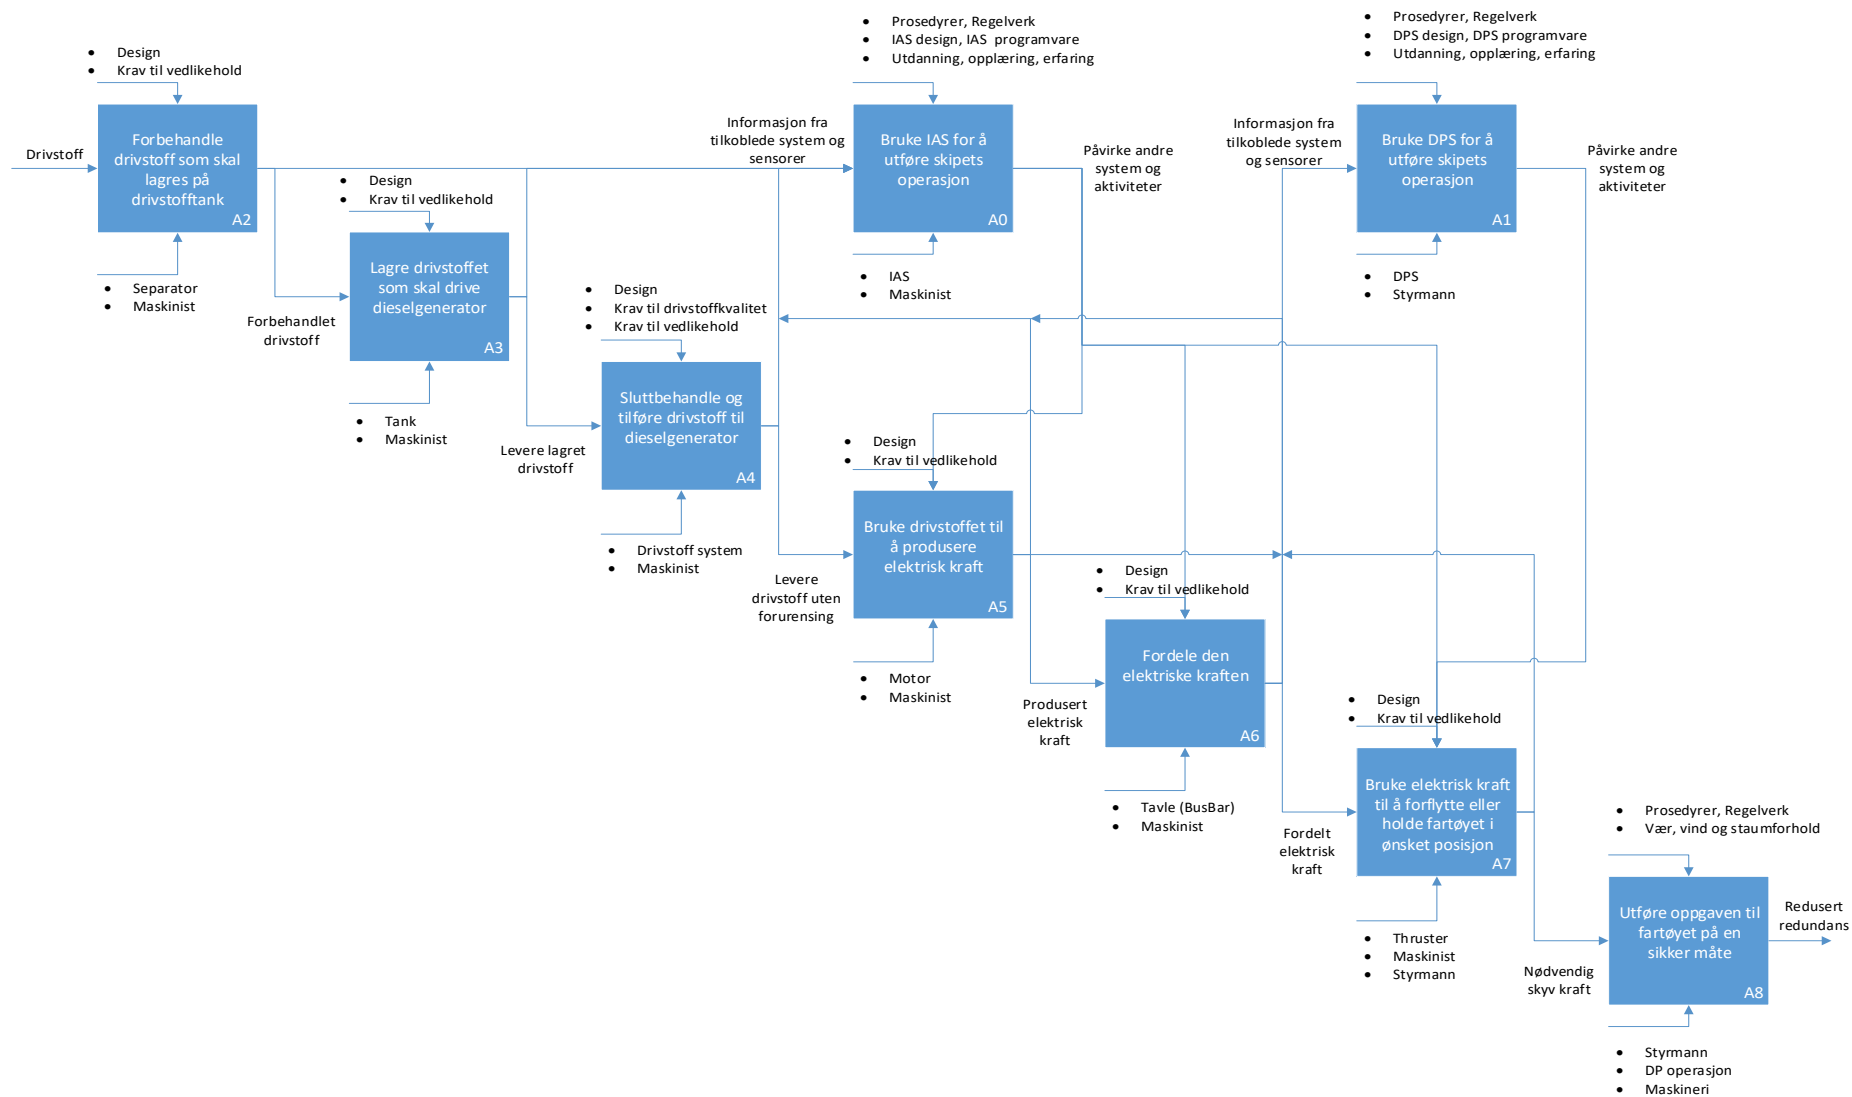 • Design
• Krav til vedlikehold
Drivstoff
Forbehandle
drivstoff som skal
lagres på
drivstofftank
A2
• Separator
• Maskinist
Forbehandlet
drivstoff
• Design
• Krav til vedlikehold
Lagre drivstoffet
som skal drive
dieselgenerator
A3
• Tank
• Maskinist
Levere lagret
drivstoff
• Design
• Krav til drivstoffkvalitet
• Krav til vedlikehold
Sluttbehandle og
tilføre drivstoff til
dieselgenerator
A4
• Drivstoff system
• Maskinist
Levere
drivstoff uten
forurensing
• Prosedyrer, Regelverk
• IAS design, IAS programvare
• Utdanning, opplæring, erfaring
Informasjon fra
tilkoblede system og
sensorer
Bruke IAS for å
utføre skipets
operasjon
A0
• IAS
• Maskinist
Påvirke andre
system og
aktiviteter
• Prosedyrer, Regelverk
• DPS design, DPS programvare
• Utdanning, opplæring, erfaring
Informasjon fra
tilkoblede system
og sensorer
Bruke DPS for å
utføre skipets
operasjon
A1
• DPS
• Styrmann
Påvirke andre
system og
aktiviteter
• Design
• Krav til vedlikehold
Bruke drivstoffet til
å produsere
elektrisk kraft
A5
• Motor
• Maskinist
Produsert
elektrisk
kraft
• Design
• Krav til vedlikehold
Fordele den
elektriske kraften
A6
• Tavle (BusBar)
• Maskinist
Fordelt
elektrisk
kraft
• Design
• Krav til vedlikehold
Bruke elektrisk kraft
til å forflytte eller
holde fartøyet i
ønsket posisjon
A7
• Thruster
• Maskinist
• Styrmann
Nødvendig
skyv kraft
• Prosedyrer, Regelverk
• Vær, vind og staumforhold
Utføre oppgaven til
fartøyet på en
sikker måte
A8
• Styrmann
• DP operasjon
• Maskineri
Redusert
redundans